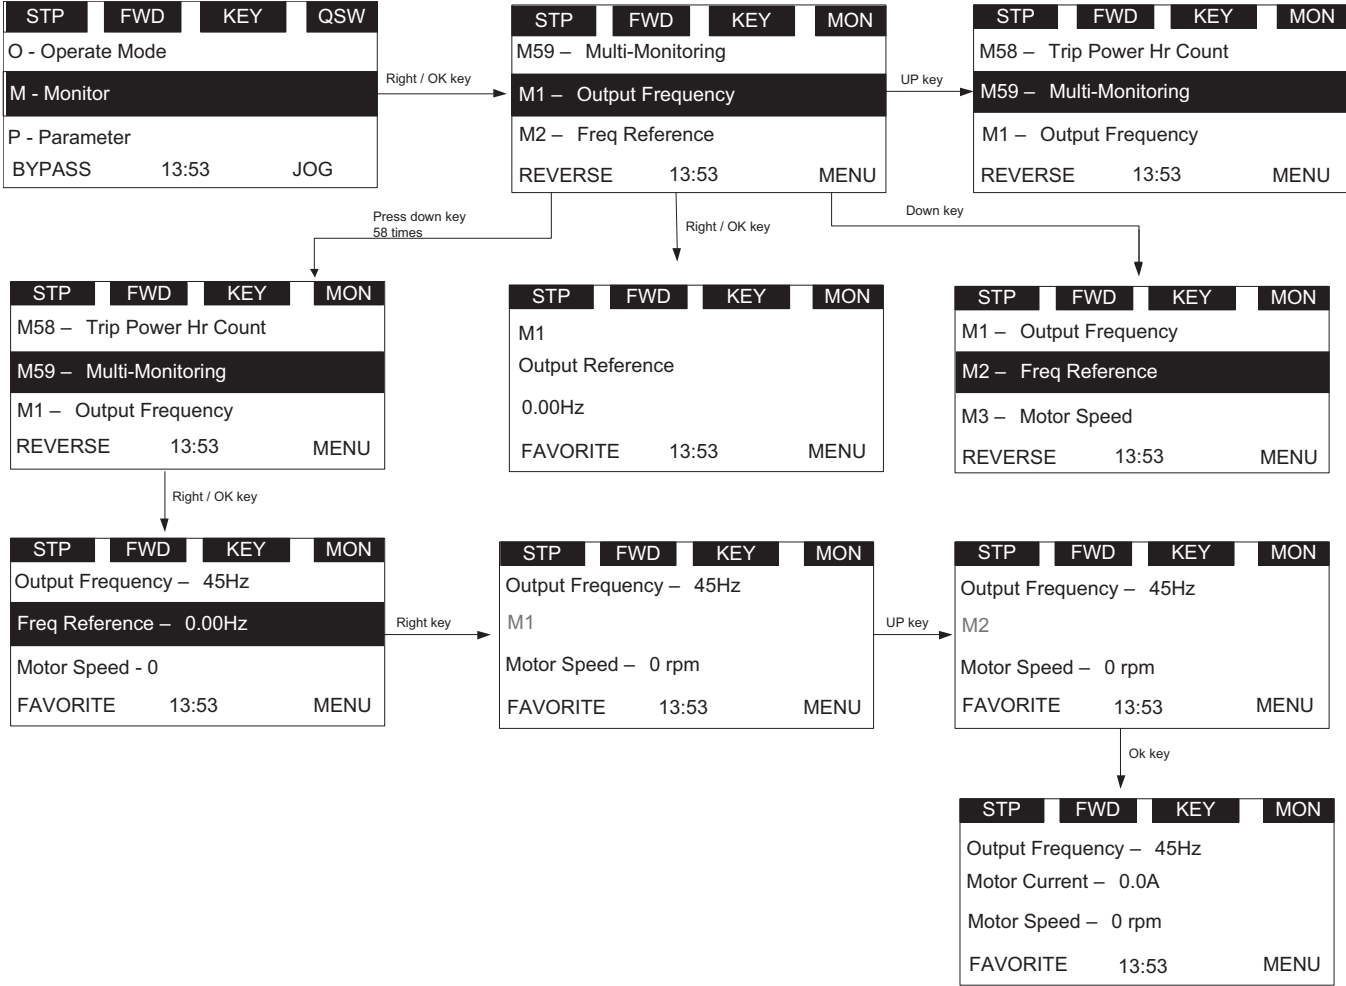 STP FWD KEY QSW
O - Operate Mode
M - Monitor
P - Parameter
BYPASS 13:53 JOG
Right / OK key
STP FWD KEY MON
M59 – Multi-Monitoring
M1 – Output Frequency
M2 – Freq Reference
REVERSE 13:53 MENU
UP key
STP FWD KEY MON
M58 – Trip Power Hr Count
M59 – Multi-Monitoring
M1 – Output Frequency
REVERSE 13:53 MENU
Press down key
58 times
Right / OK key
Down key
STP FWD KEY MON
M58 – Trip Power Hr Count
M59 – Multi-Monitoring
M1 – Output Frequency
REVERSE 13:53 MENU
STP FWD KEY MON
M1
Output Reference
0.00Hz
FAVORITE 13:53 MENU
STP FWD KEY MON
M1 – Output Frequency
M2 – Freq Reference
M3 – Motor Speed
REVERSE 13:53 MENU
Right / OK key
STP FWD KEY MON
Output Frequency – 45Hz
Freq Reference – 0.00Hz
Motor Speed - 0
FAVORITE 13:53 MENU
Right key
STP FWD KEY MON
Output Frequency – 45Hz
M1
Motor Speed – 0 rpm
FAVORITE 13:53 MENU
UP key
STP FWD KEY MON
Output Frequency – 45Hz
M2
Motor Speed – 0 rpm
FAVORITE 13:53 MENU
Ok key
STP FWD KEY MON
Output Frequency – 45Hz
Motor Current – 0.0A
Motor Speed – 0 rpm
FAVORITE 13:53 MENU